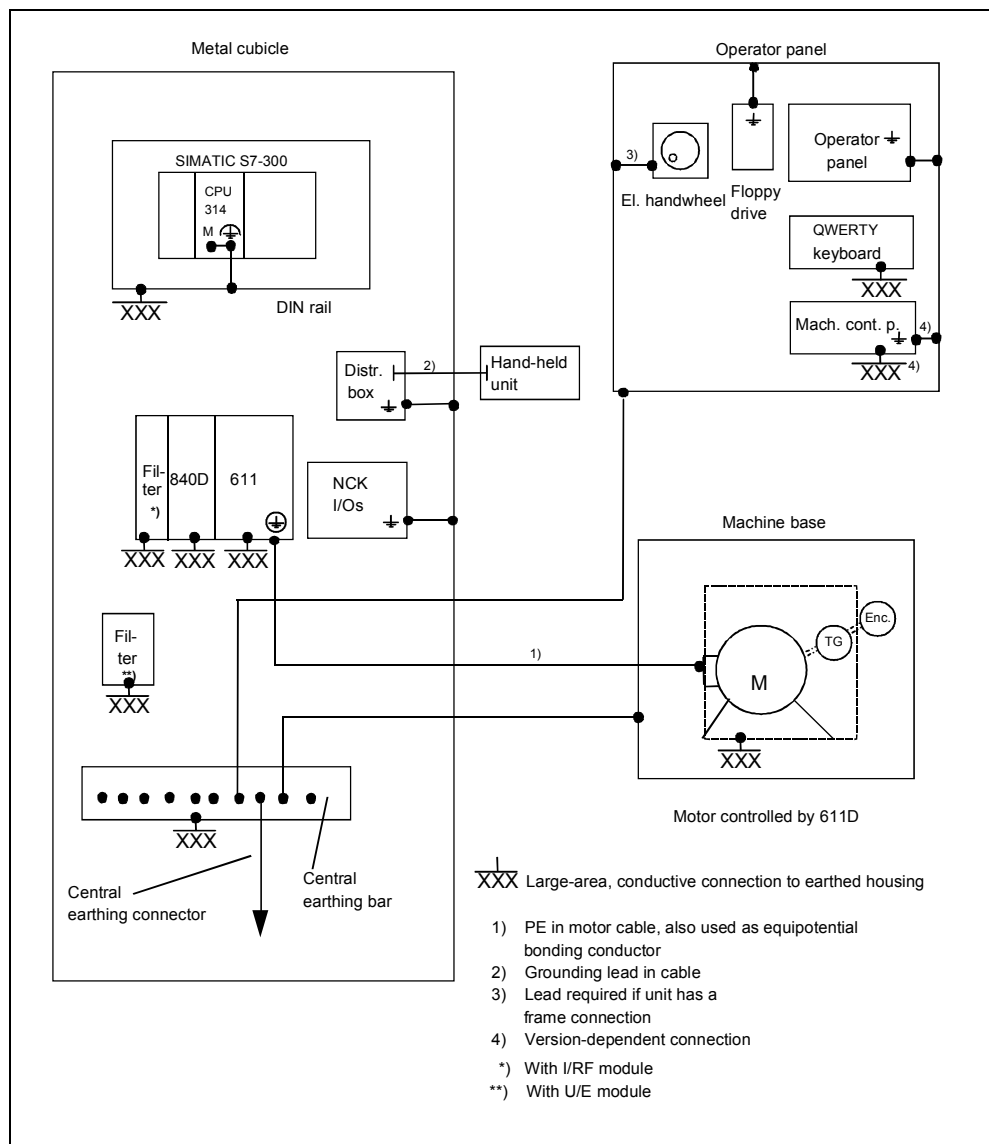 Metal cubicle
SIMATIC S7-300
CPU
314
M
DIN rail
Distr.
box
2)
Hand-held
unit
Fil-
ter
*)
840D
611
NCK
I/Os
XXX
XXX
XXX
XXX
Fil-
ter
**)
XXX
1)
XXX
Central
earthing connector
Central
earthing bar
Operator panel
3)
El. handwheel
Floppy
drive
Operator
panel
QWERTY
keyboard
XXX
Mach. cont. p.
4)
XXX
4)
Machine base
Enc.
TG
M
XXX
Motor controlled by 611D
XXX Large-area, conductive connection to earthed housing
1) PE in motor cable, also used as equipotential
bonding conductor
2) Grounding lead in cable
3) Lead required if unit has a
frame connection
4) Version-dependent connection
*) With I/RF module
**) With U/E module